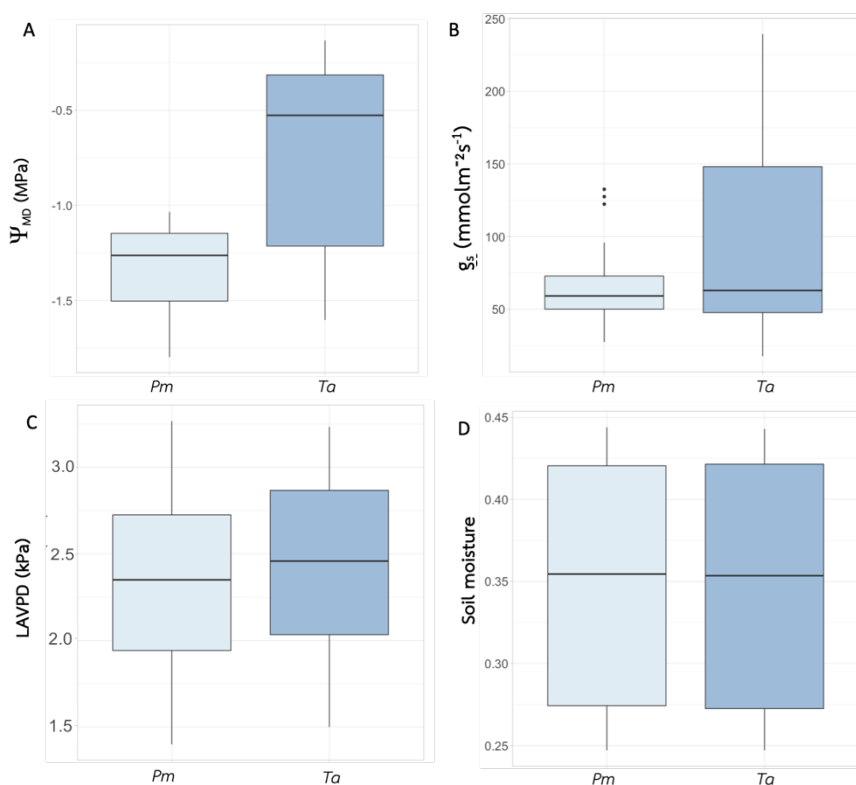 A
Ψ_MD (MPa)
-0.5
-1.0
-1.5
Pm
Ta
B
g_s (mmolm⁻²s⁻¹)
250
200
150
100
50
Pm
Ta
C
LAVPD (kPa)
3.0
2.5
2.0
1.5
Pm
Ta
D
Soil moisture
0.45
0.40
0.35
0.30
0.25
Pm
Ta